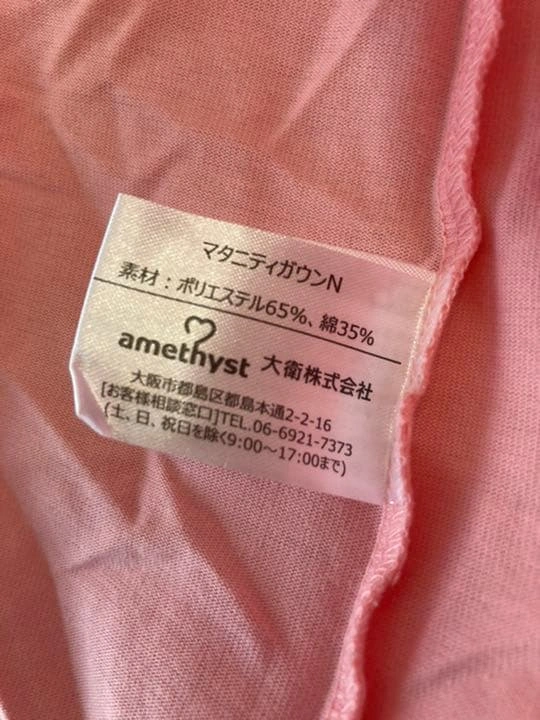 マタニティガウンN
素材：ポリエステル65%、綿35%
amethyst 大衛株式会社
大阪市都島区都島本通2-2-16
[お客様相談窓口]TEL.06-6921-7373
(土、日、祝日を除く9:00～17:00まで)